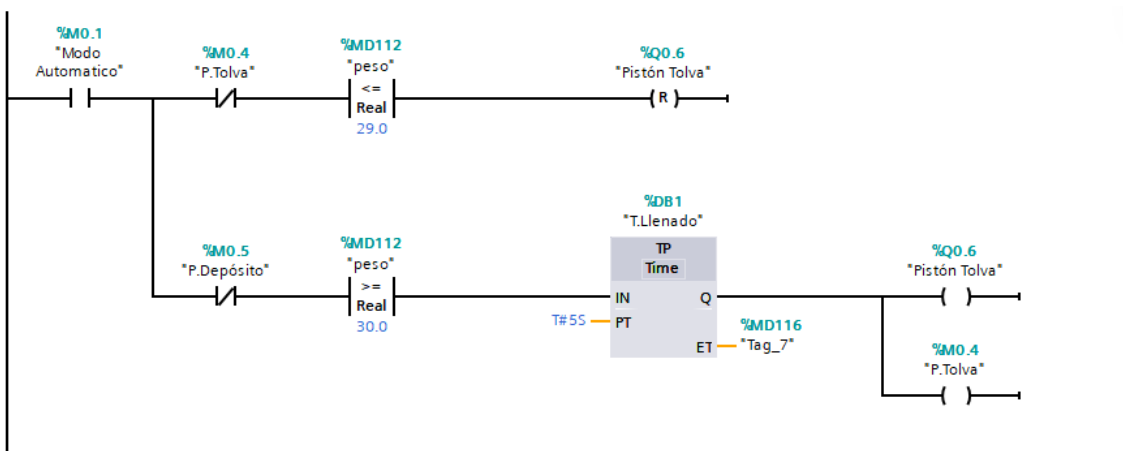 %M0.1
"Modo
Automatico"
%M0.4
"P.Tolva"
%MD112
"peso"
<=
Real
29.0
%Q0.6
"Pistón Tolva"
R
%M0.5
"P.Depósito"
%MD112
"peso"
>=
Real
30.0
%DB1
"T.Llenado"
TP
Time
IN Q
T#5S PT
ET
%MD116
"Tag_7"
%Q0.6
"Pistón Tolva"
%M0.4
"P.Tolva"